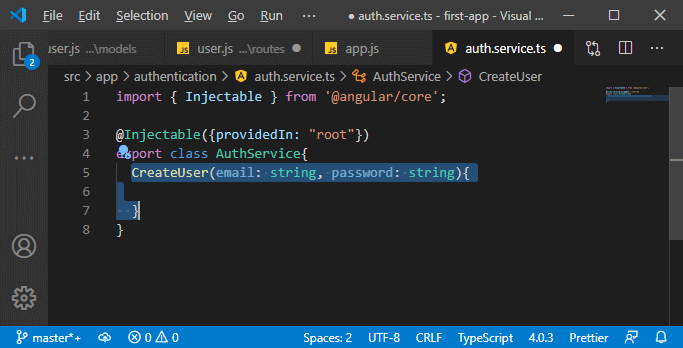 File Edit Selection View Go Run ··· ● auth.service.ts - first-app - Visual ...
user.js ...\models JS user.js ...\routes ● JS app.js auth.service.ts ● ···
src > app > authentication > auth.service.ts > AuthService > CreateUser
2
1 import { Injectable } from '@angular/core';
2
3 @Injectable({providedIn: "root"})
4 export class AuthService{
5 CreateUser(email: string, password: string){
6
7 }
8 }
master*+ 0 0 Spaces: 2 UTF-8 CRLF TypeScript 4.0.3 Prettier